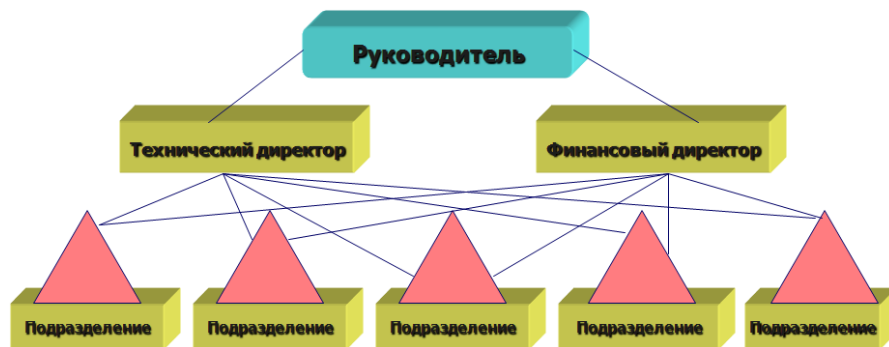 Руководитель
Технический директор
Финансовый директор
Подразделение
Подразделение
Подразделение
Подразделение
Подразделение